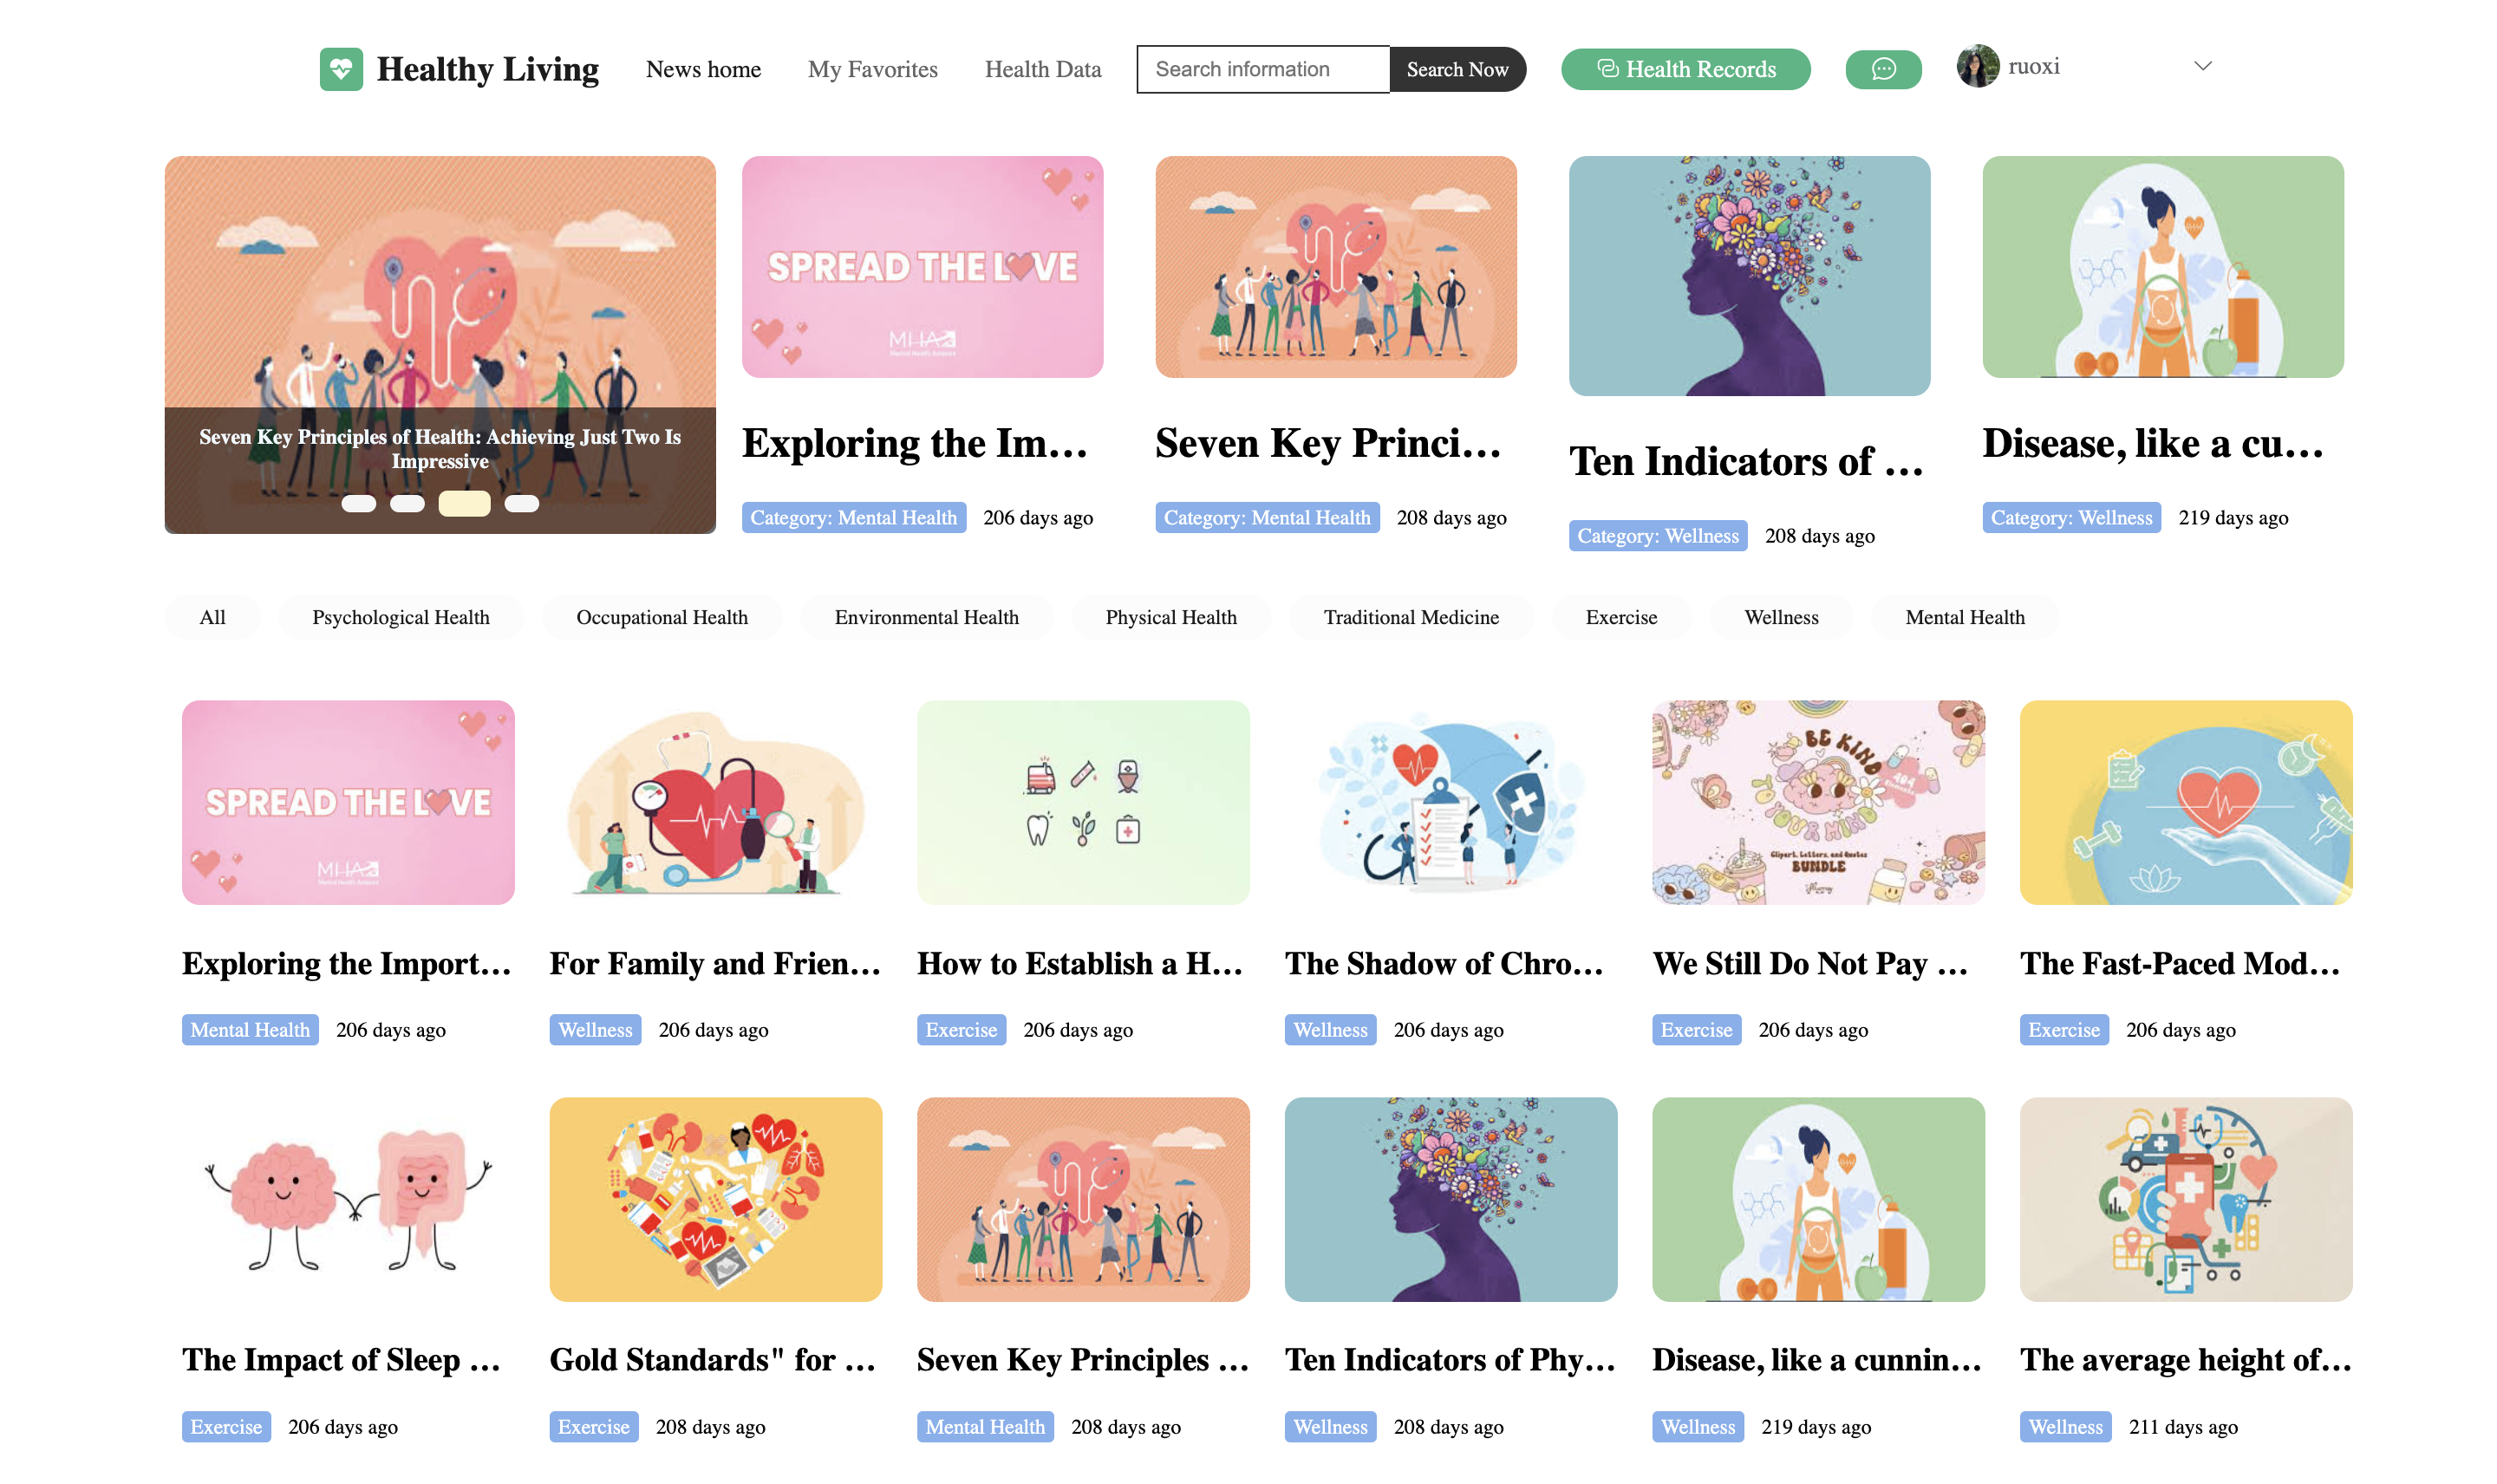 Healthy Living
News home
My Favorites
Health Data
Search information
Search Now
Health Records
ruoxi
Seven Key Principles of Health: Achieving Just Two Is
Impressive
SPREAD THE LOVE
MHA
Exploring the Im...
Category: Mental Health 206 days ago
Seven Key Princi...
Category: Mental Health 208 days ago
Ten Indicators of ...
Category: Wellness 208 days ago
Disease, like a cu...
Category: Wellness 219 days ago
All
Psychological Health
Occupational Health
Environmental Health
Physical Health
Traditional Medicine
Exercise
Wellness
Mental Health
SPREAD THE LOVE
MHA
Exploring the Import...
Mental Health 206 days ago
For Family and Frien...
Wellness 206 days ago
How to Establish a H...
Exercise 206 days ago
The Shadow of Chro...
Wellness 206 days ago
BE KIND
YOUR MIND
Clipart, Letters, and Quotes
BUNDLE
We Still Do Not Pay ...
Exercise 206 days ago
The Fast-Paced Mod...
Exercise 206 days ago
The Impact of Sleep ...
Exercise 206 days ago
Gold Standards" for ...
Exercise 208 days ago
Seven Key Principles ...
Mental Health 208 days ago
Ten Indicators of Phy...
Wellness 208 days ago
Disease, like a cunnin...
Wellness 219 days ago
The average height of...
Wellness 211 days ago